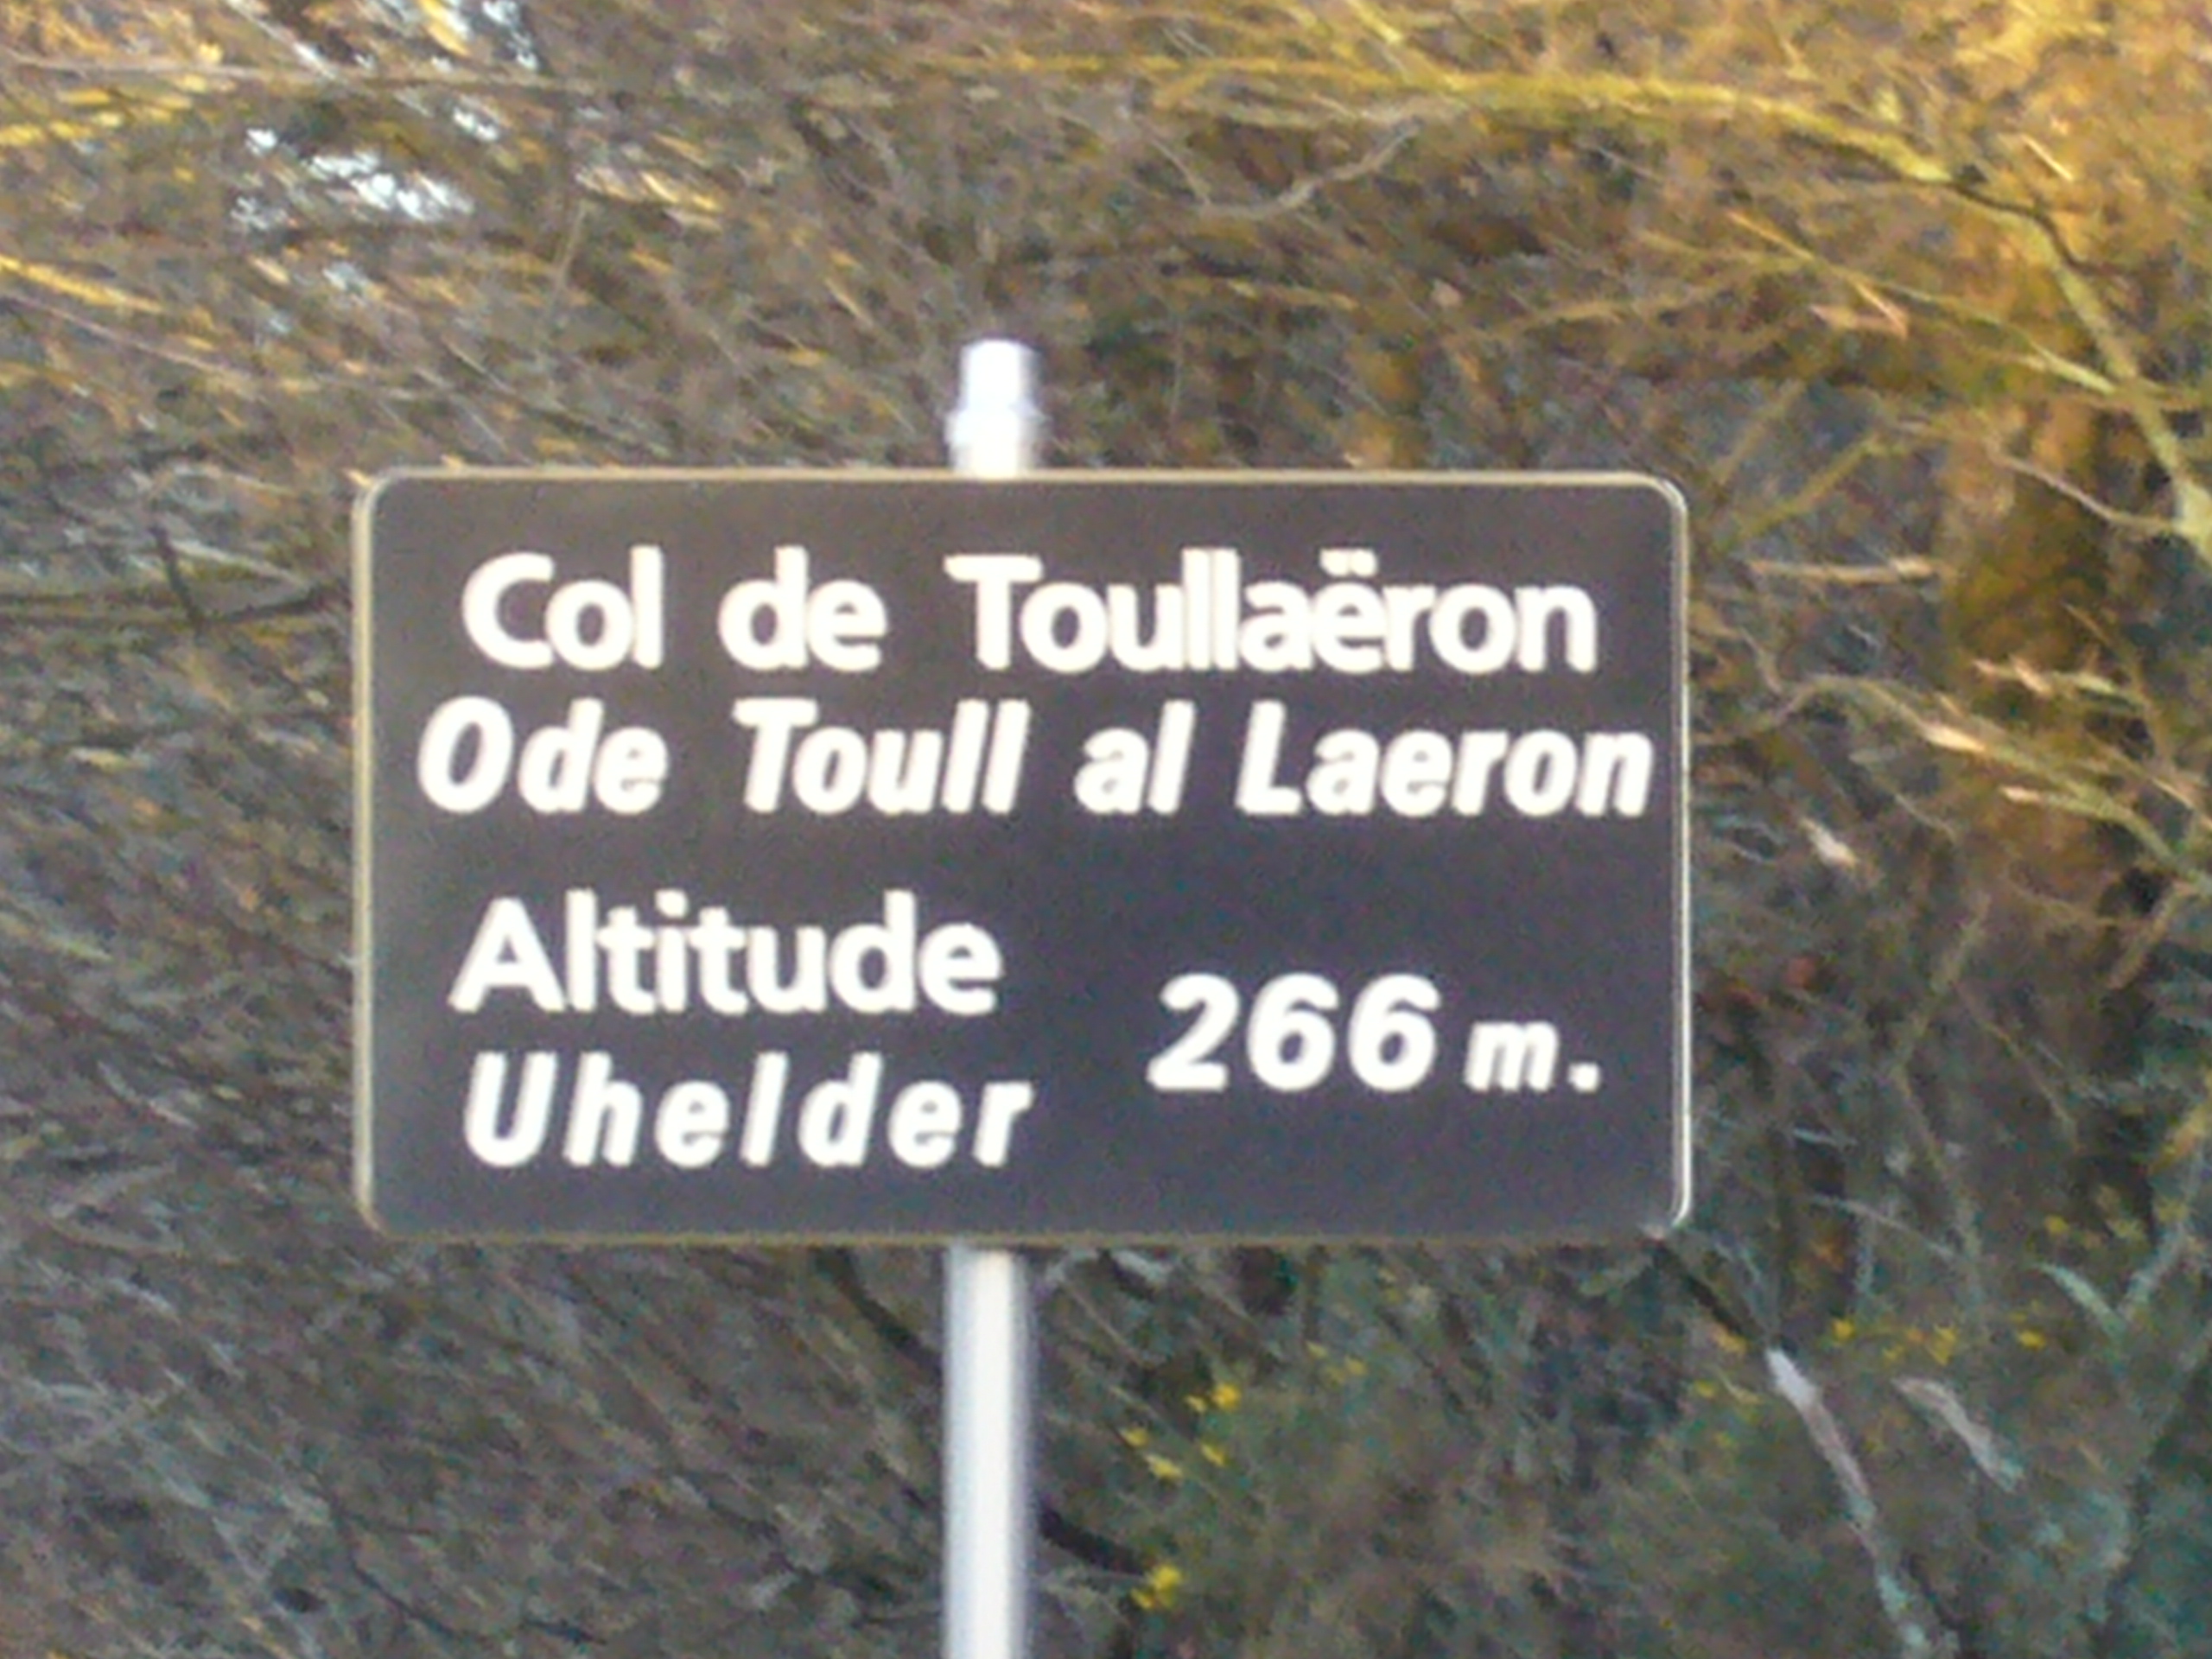 Col de Toullaëron
Ode Toull al Laeron
Altitude
266 m.
Uhelder